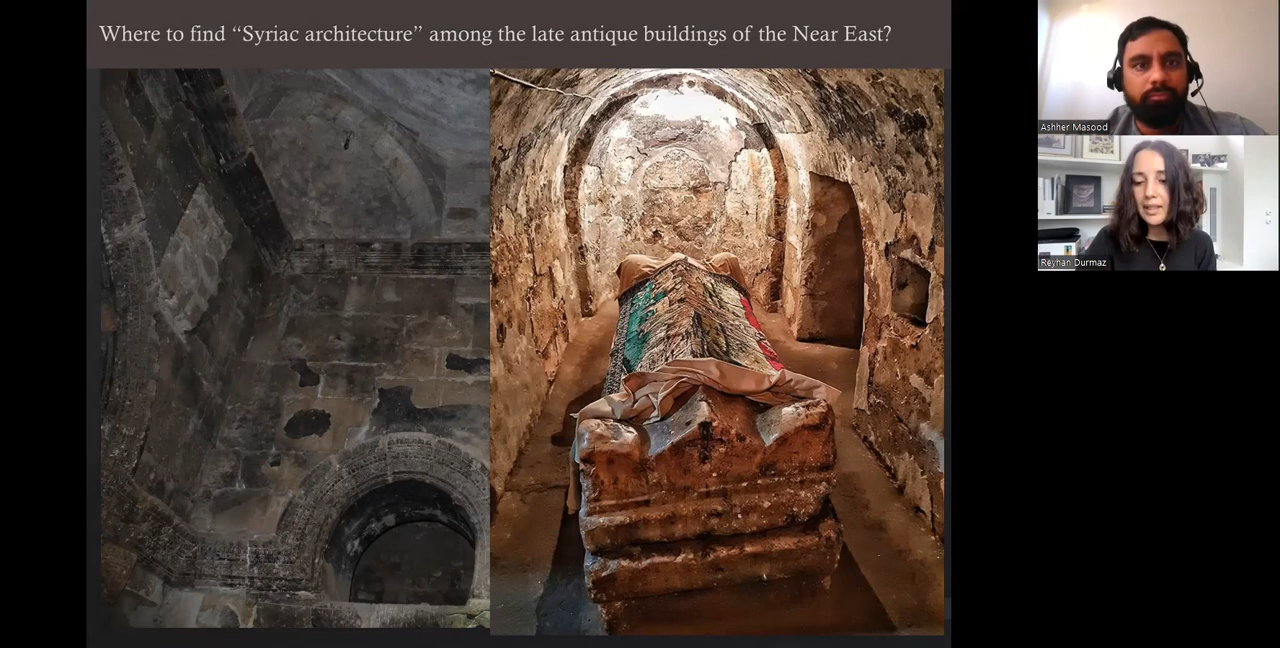 Where to find “Syriac architecture” among the late antique buildings of the Near East?
Ashher Masood
Reyhan Durmaz